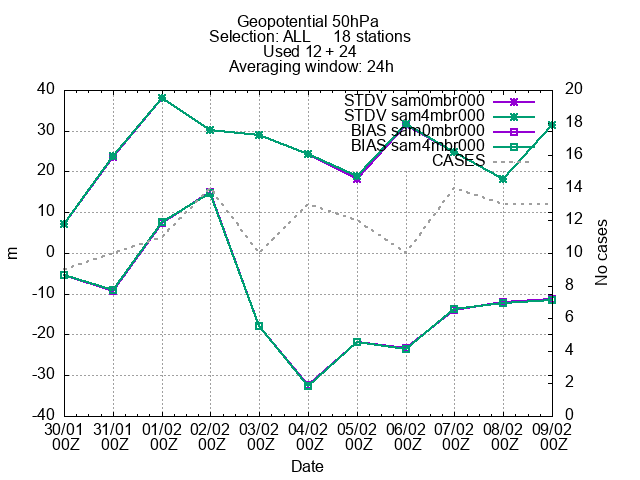 Geopotential 50hPa
Selection: ALL 18 stations
Used 12 + 24
Averaging window: 24h
STDV sam0mbr000
STDV sam4mbr000
BIAS sam0mbr000
BIAS sam4mbr000
CASES
40
30
20
10
0
-10
-20
-30
-40
m
20
18
16
14
12
10
8
6
4
2
0
No cases
30/01 31/01 01/02 02/02 03/02 04/02 05/02 06/02 07/02 08/02 09/02
00Z 00Z 00Z 00Z 00Z 00Z 00Z 00Z 00Z 00Z 00Z
Date